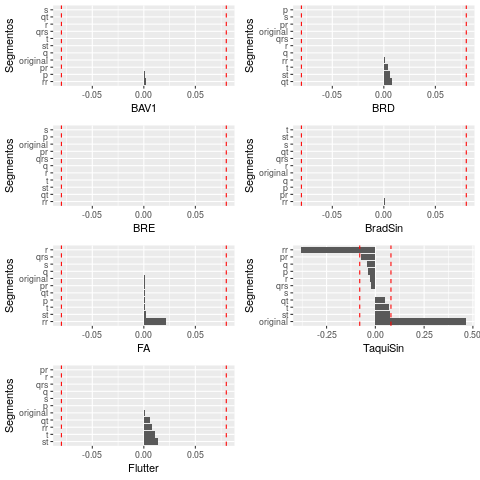 Segmentos
s
qt
r
qrs
t
st
q
original
pr
p
rr
-0.05 0.00 0.05
BAV1
Segmentos
p
pr
s
original
qrs
r
q
rr
t
st
qt
-0.05 0.00 0.05
BRD
Segmentos
s
p
original
pr
qrs
q
r
t
st
qt
rr
-0.05 0.00 0.05
BRE
Segmentos
t
st
s
qt
qrs
r
original
q
p
pr
rr
-0.05 0.00 0.05
BradSin
Segmentos
r
qrs
s
q
original
pr
qt
p
t
st
rr
-0.05 0.00 0.05
FA
Segmentos
rr
pr
q
p
r
qrs
s
qt
t
st
original
-0.25 0.00 0.25 0.50
TaquiSin
Segmentos
pr
r
q
qrs
s
p
original
qt
rr
t
st
-0.05 0.00 0.05
Flutter